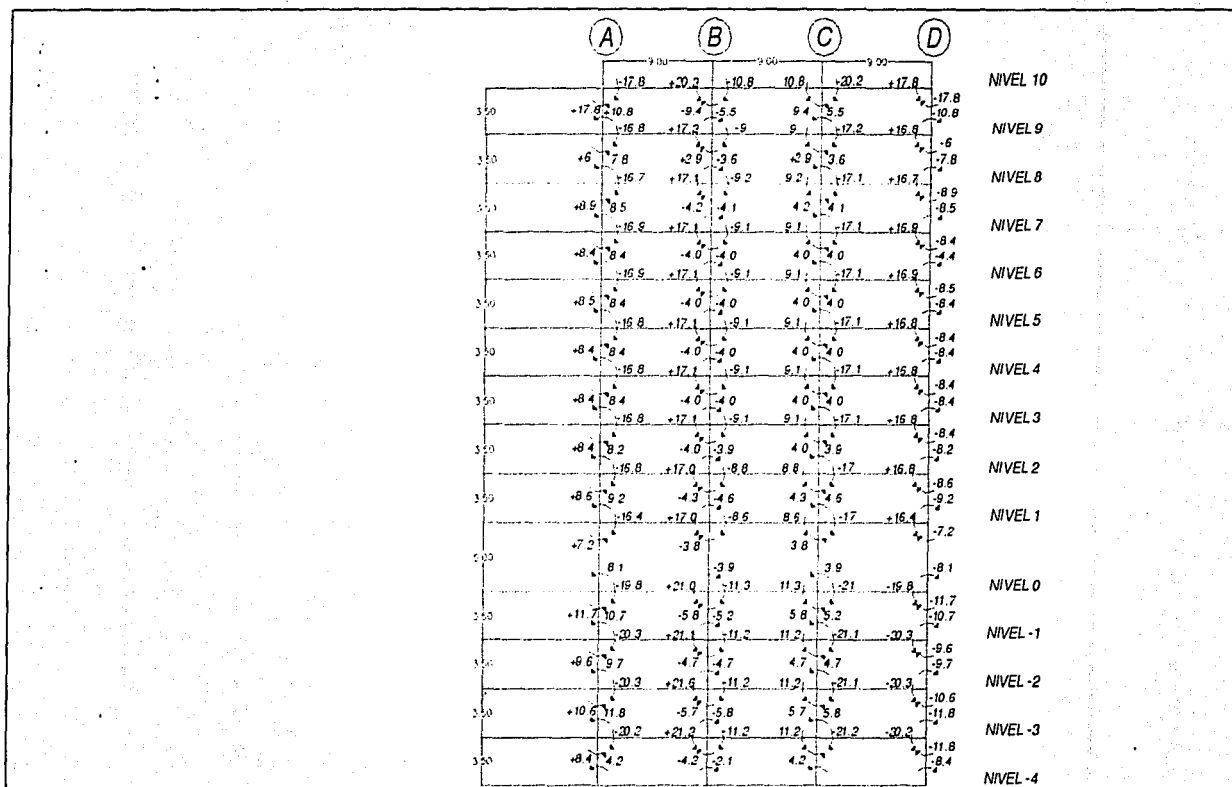 A B C D
9.00 9.00 9.00
-17.8 +20.3 -10.8 10.8 -20.2 +17.8 NIVEL 10
-17.8
3.50 +17.8 +10.8 -9.4 -5.5 9.4 5.5 10.8
-16.8 +17.2 -9 9 -17.2 +16.8 NIVEL 9
-6
3.50 +6 7.8 +2.9 -3.6 +2.9 3.6 -7.8
-16.7 +17.1 -9.2 9.2 -17.1 +16.7 NIVEL 8
-8.9
3.50 +8.9 8.5 -4.2 -4.1 4.2 4.1 -8.5
-16.9 +17.1 -9.1 9.1 -17.1 +16.9 NIVEL 7
-8.4
3.50 +8.4 8.4 -4.0 -4.0 4.0 4.0 -4.4
-16.9 +17.1 -9.1 9.1 -17.1 +16.9 NIVEL 6
-8.5
3.50 +8.5 8.4 -4.0 -4.0 4.0 4.0 -8.4
-16.8 +17.1 -9.1 9.1 -17.1 +16.8 NIVEL 5
-8.4
3.50 +8.4 8.4 -4.0 -4.0 4.0 4.0 -8.4
-16.8 +17.1 -9.1 9.1 -17.1 +16.8 NIVEL 4
-8.4
3.50 +8.4 8.4 -4.0 -4.0 4.0 4.0 -8.4
-16.8 +17.1 -9.1 9.1 -17.1 +16.8 NIVEL 3
-8.4
3.50 +8.4 8.2 -4.0 -3.9 4.0 3.9 -8.2
-16.8 +17.0 -8.8 8.8 -17 +16.8 NIVEL 2
-8.6
3.50 +8.6 9.2 -4.3 -4.6 4.3 4.6 -9.2
-16.4 +17.0 -8.6 8.6 -17 +16.4 NIVEL 1
-7.2
+7.2 -3.8 3.8
8.1 -3.9 3.9 -8.1
-19.8 +21.0 -11.3 11.3 -21 -19.8 NIVEL 0
-11.7
3.50 +11.7 10.7 -5.8 -5.2 5.8 5.2 -10.7
-20.3 +21.1 -11.2 11.2 -21.1 -20.3 NIVEL -1
-9.6
3.50 +9.6 9.7 -4.7 -4.7 4.7 4.7 -9.7
-20.3 +21.6 -11.2 11.2 -21.1 -20.3 NIVEL -2
-10.6
3.50 +10.6 11.8 -5.7 -5.8 5.7 5.8 -11.8
-20.2 +21.2 -11.2 11.2 -21.2 -20.2 NIVEL -3
-11.8
3.50 +8.4 4.2 -4.2 -2.1 4.2 -8.4
NIVEL -4